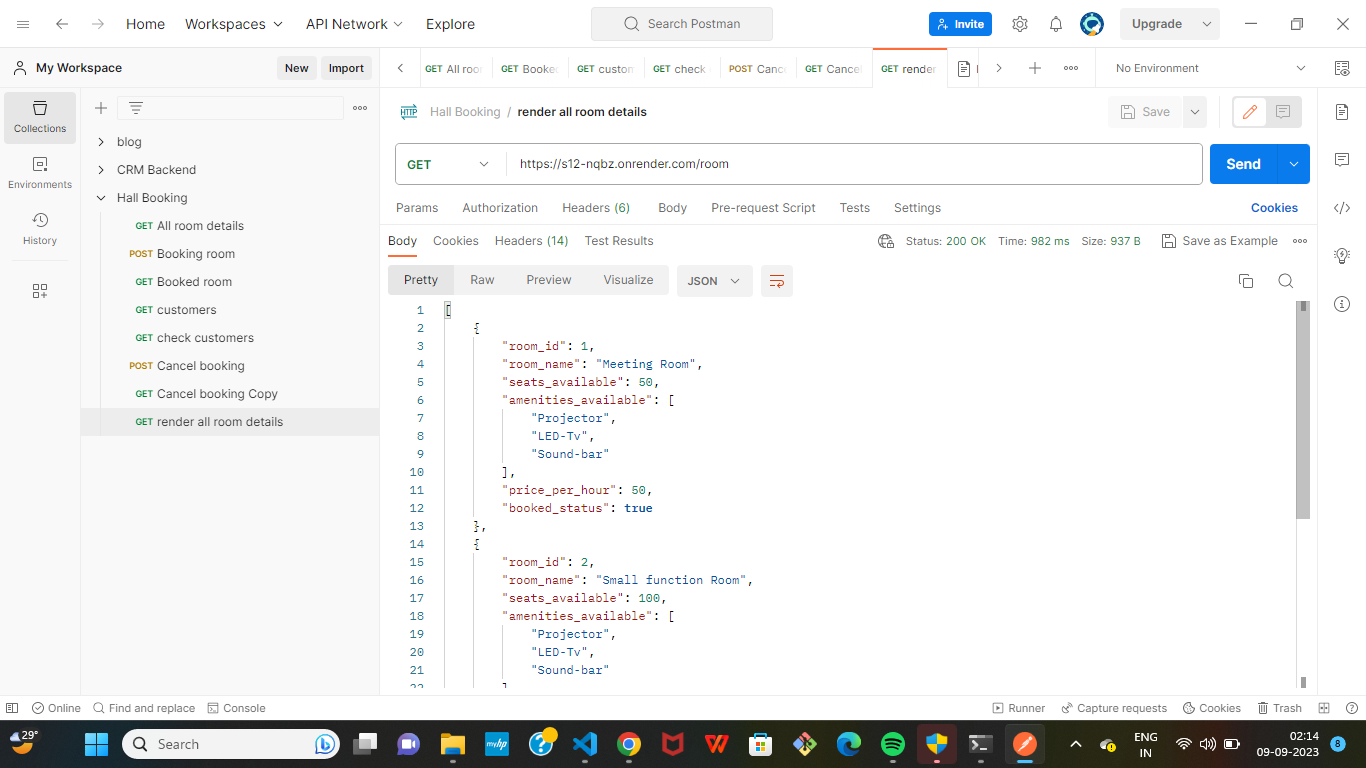 Home Workspaces API Network Explore Search Postman Invite Upgrade
My Workspace New Import GET All roor GET Booked GET custom GET check GET POST Canc GET Cance GET render No Environment
Hall Booking / render all room details Save
Collections
Environments
History
blog
CRM Backend
Hall Booking
GET All room details
POST Booking room
GET Booked room
GET customers
GET check customers
POST Cancel booking
GET Cancel booking Copy
GET render all room details
HTTP
GET https://s12-nqbz.onrender.com/room Send
Params Authorization Headers (6) Body Pre-request Script Tests Settings Cookies
Body Cookies Headers (14) Test Results Status: 200 OK Time: 982 ms Size: 937 B Save as Example
Pretty Raw Preview Visualize JSON
1 [
2 {
3 "room_id": 1,
4 "room_name": "Meeting Room",
5 "seats_available": 50,
6 "amenities_available": [
7 "Projector",
8 "LED-Tv",
9 "Sound-bar"
10 ],
11 "price_per_hour": 50,
12 "booked_status": true
13 },
14 {
15 "room_id": 2,
16 "room_name": "Small function Room",
17 "seats_available": 100,
18 "amenities_available": [
19 "Projector",
20 "LED-Tv",
21 "Sound-bar"
22 ]
Online Find and replace Console Runner Capture requests Cookies Trash
29° Search myhp ENG IN 02:14 09-09-2023 8